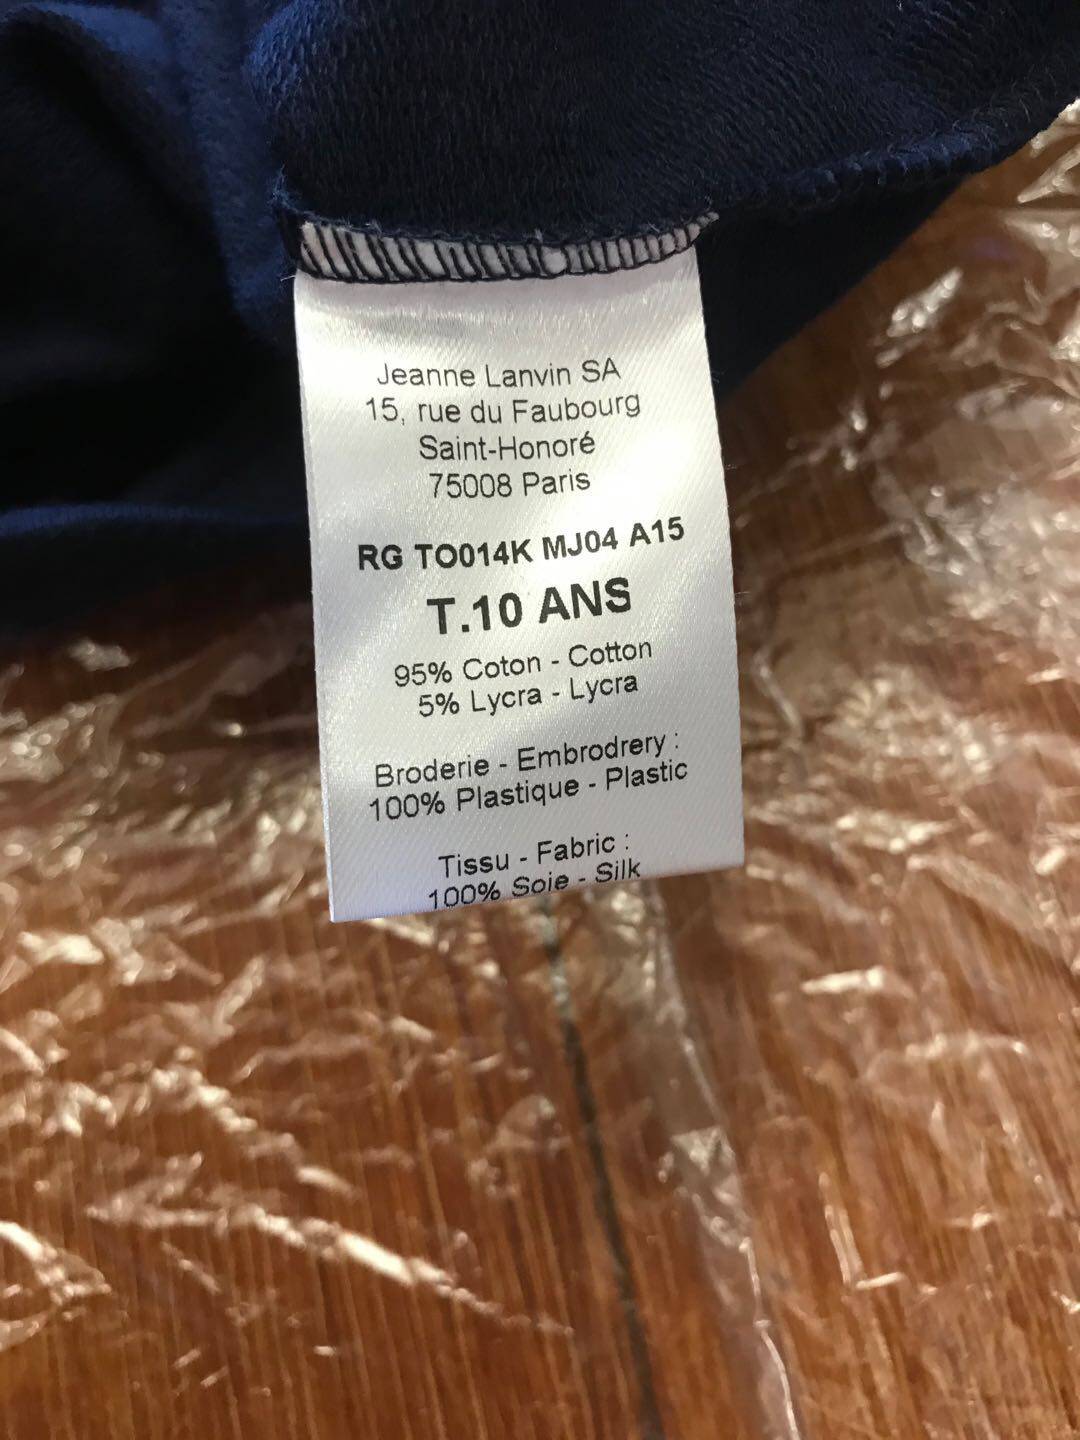 Jeanne Lanvin SA
15, rue du Faubourg
Saint-Honoré
75008 Paris
RG TO014K MJ04 A15
T.10 ANS
95% Coton - Cotton
5% Lycra - Lycra
Broderie - Embrodrery :
100% Plastique - Plastic
Tissu - Fabric :
100% Soie - Silk